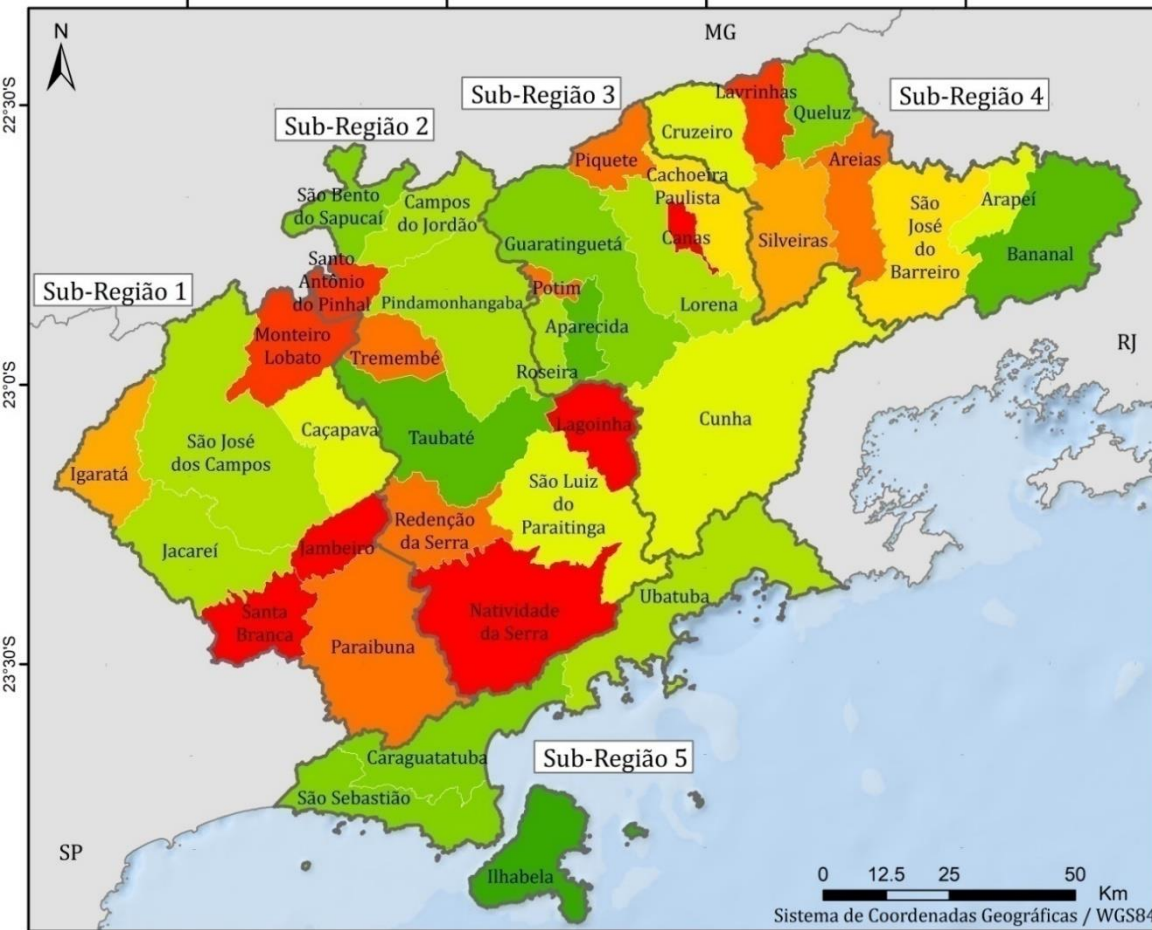 N
MG
Sub-Região 3
Lavrinhas
Sub-Região 4
22°30'S
Queluz
Sub-Região 2
Cruzeiro
Piquete
Areias
Cachoeira
Paulista
São Bento
do Sapucaí
Campos
do Jordão
São
José
do
Barreiro
Arapeí
Canas
Silveiras
Guaratinguetá
Bananal
Santo
Antônio
do Pinhal
Sub-Região 1
Potim
Pindamonhangaba
Lorena
Aparecida
Monteiro
Lobato
RJ
Tremembé
Roseira
23°0'S
Cunha
Lagoinha
Caçapava
Taubaté
São José
dos Campos
Igaratá
São Luiz
do
Paraitinga
Redenção
da Serra
Jambeiro
Jacareí
Ubatuba
Santa
Branca
Natividade
da Serra
Paraibuna
23°30'S
Sub-Região 5
Caraguatatuba
São Sebastião
SP
Ilhabela
0 12.5 25 50
Km
Sistema de Coordenadas Geográficas / WGS84